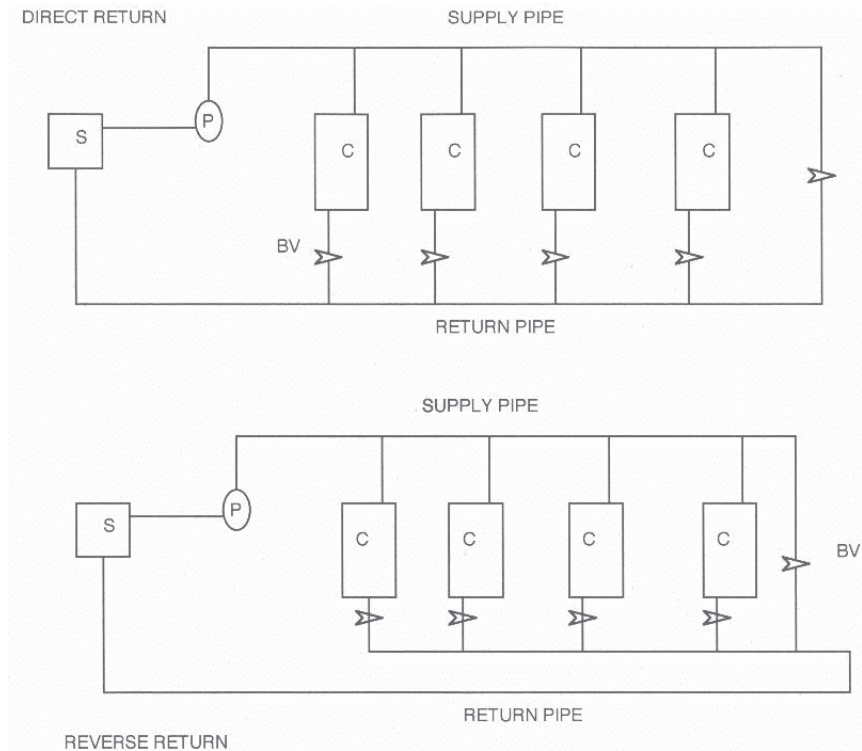 DIRECT RETURN
SUPPLY PIPE
P
S
C
C
C
C
BV
RETURN PIPE
SUPPLY PIPE
P
S
C
C
C
C
BV
RETURN PIPE
REVERSE RETURN